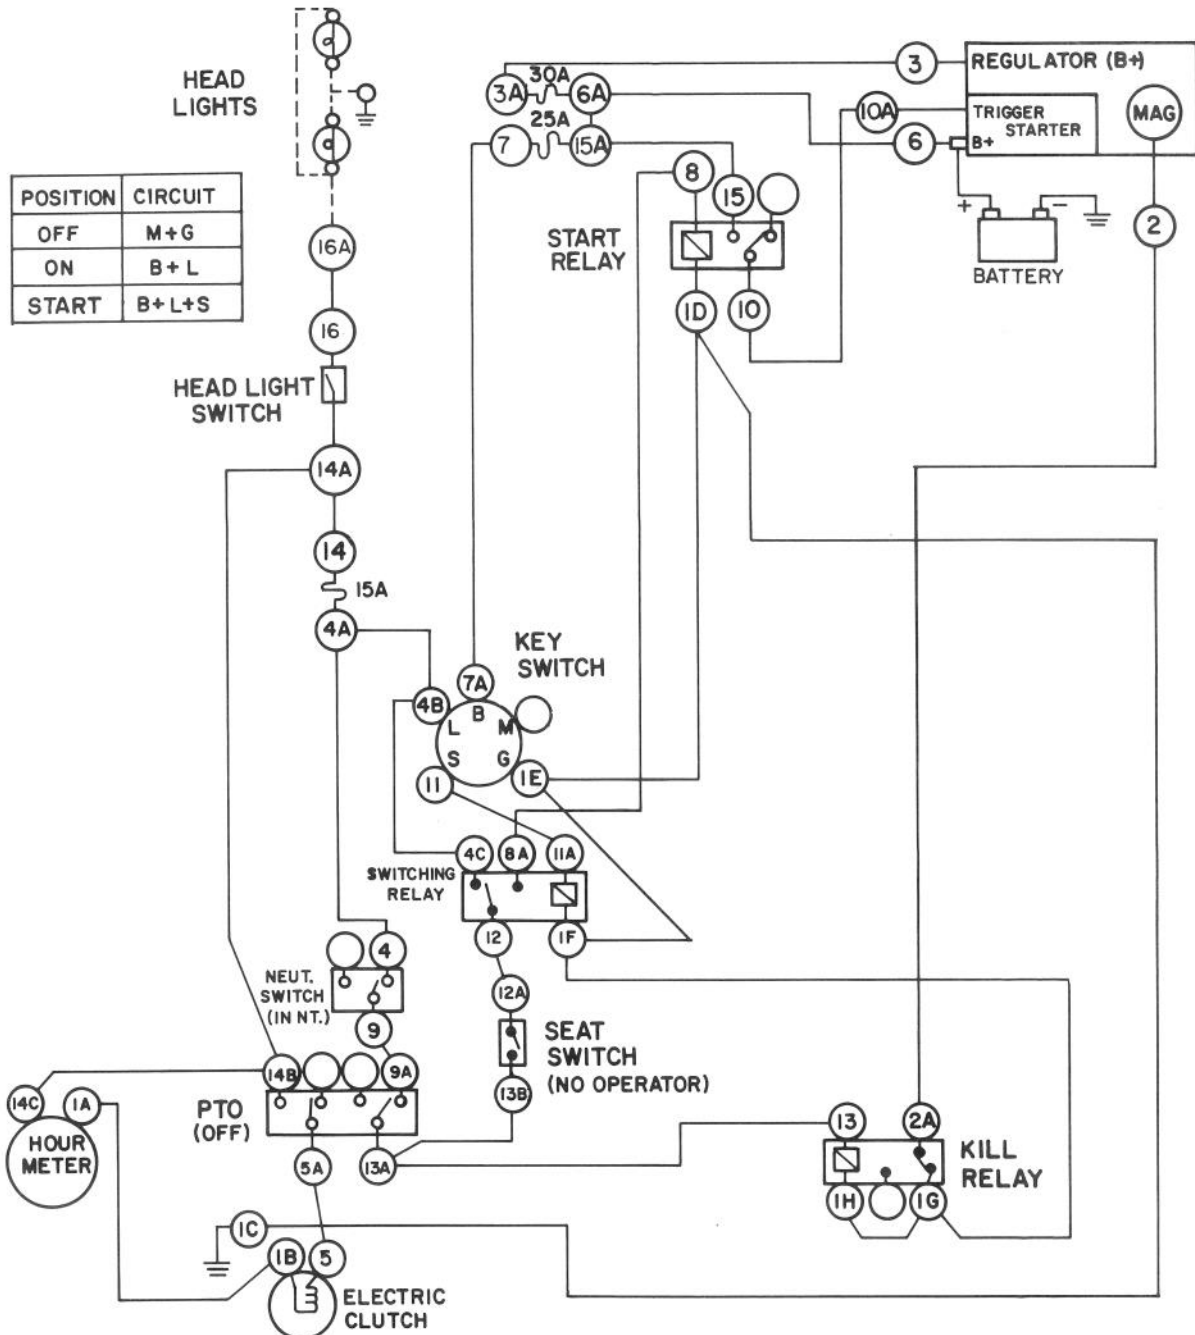 HEAD
LIGHTS
30A
3A
6A
25A
7
15A
3
REGULATOR (B+)
10A
TRIGGER
STARTER
MAG
6
B+
8
15
+
−
2
BATTERY
START
RELAY
1D
10
POSITION CIRCUIT
OFF M+G
ON B+L
START B+L+S
16A
16
HEAD LIGHT
SWITCH
14A
14
15A
4A
KEY
SWITCH
7A
4B
B
L
M
S
G
11
1E
4C
8A
11A
SWITCHING
RELAY
12
1F
4
NEUT.
SWITCH
(IN NT.)
9
12A
SEAT
SWITCH
(NO OPERATOR)
13B
14B
9A
14C
1A
PTO
(OFF)
HOUR
METER
5A
13A
13
2A
KILL
RELAY
1H
1G
1C
1B
5
ELECTRIC
CLUTCH